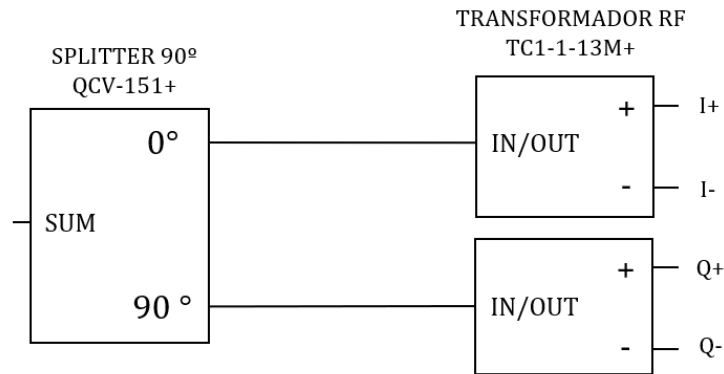 SPLITTER 90º
QCV-151+
0°
SUM
90 °
TRANSFORMADOR RF
TC1-1-13M+
IN/OUT
+
-
I+
I-
IN/OUT
+
-
Q+
Q-